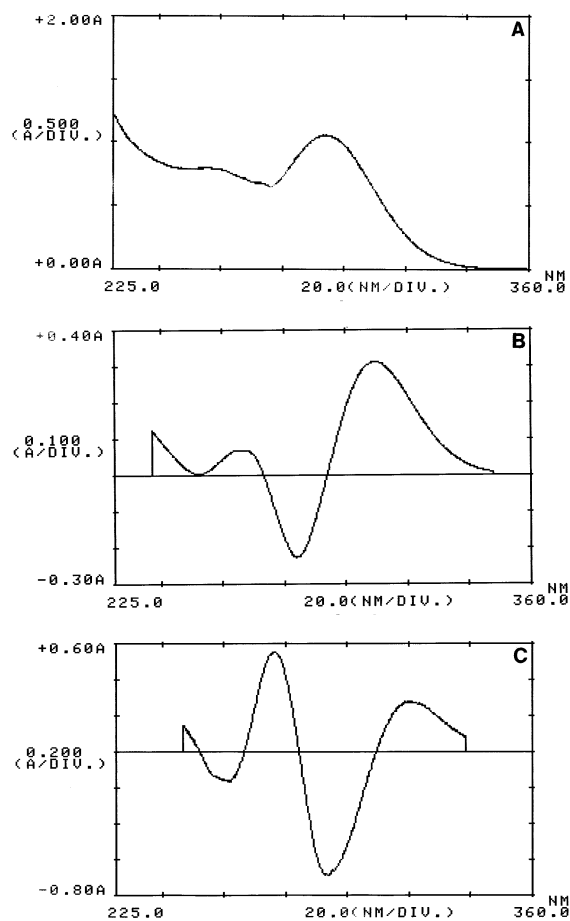 +2.00A
A
0.500
(A/DIV.)
+0.00A
NM
225.0 20.0(NM/DIV.) 360.0
+0.40A
B
0.100
(A/DIV.)
-0.30A
NM
225.0 20.0(NM/DIV.) 360.0
+0.60A
C
0.200
(A/DIV.)
-0.80A
NM
225.0 20.0(NM/DIV.) 360.0